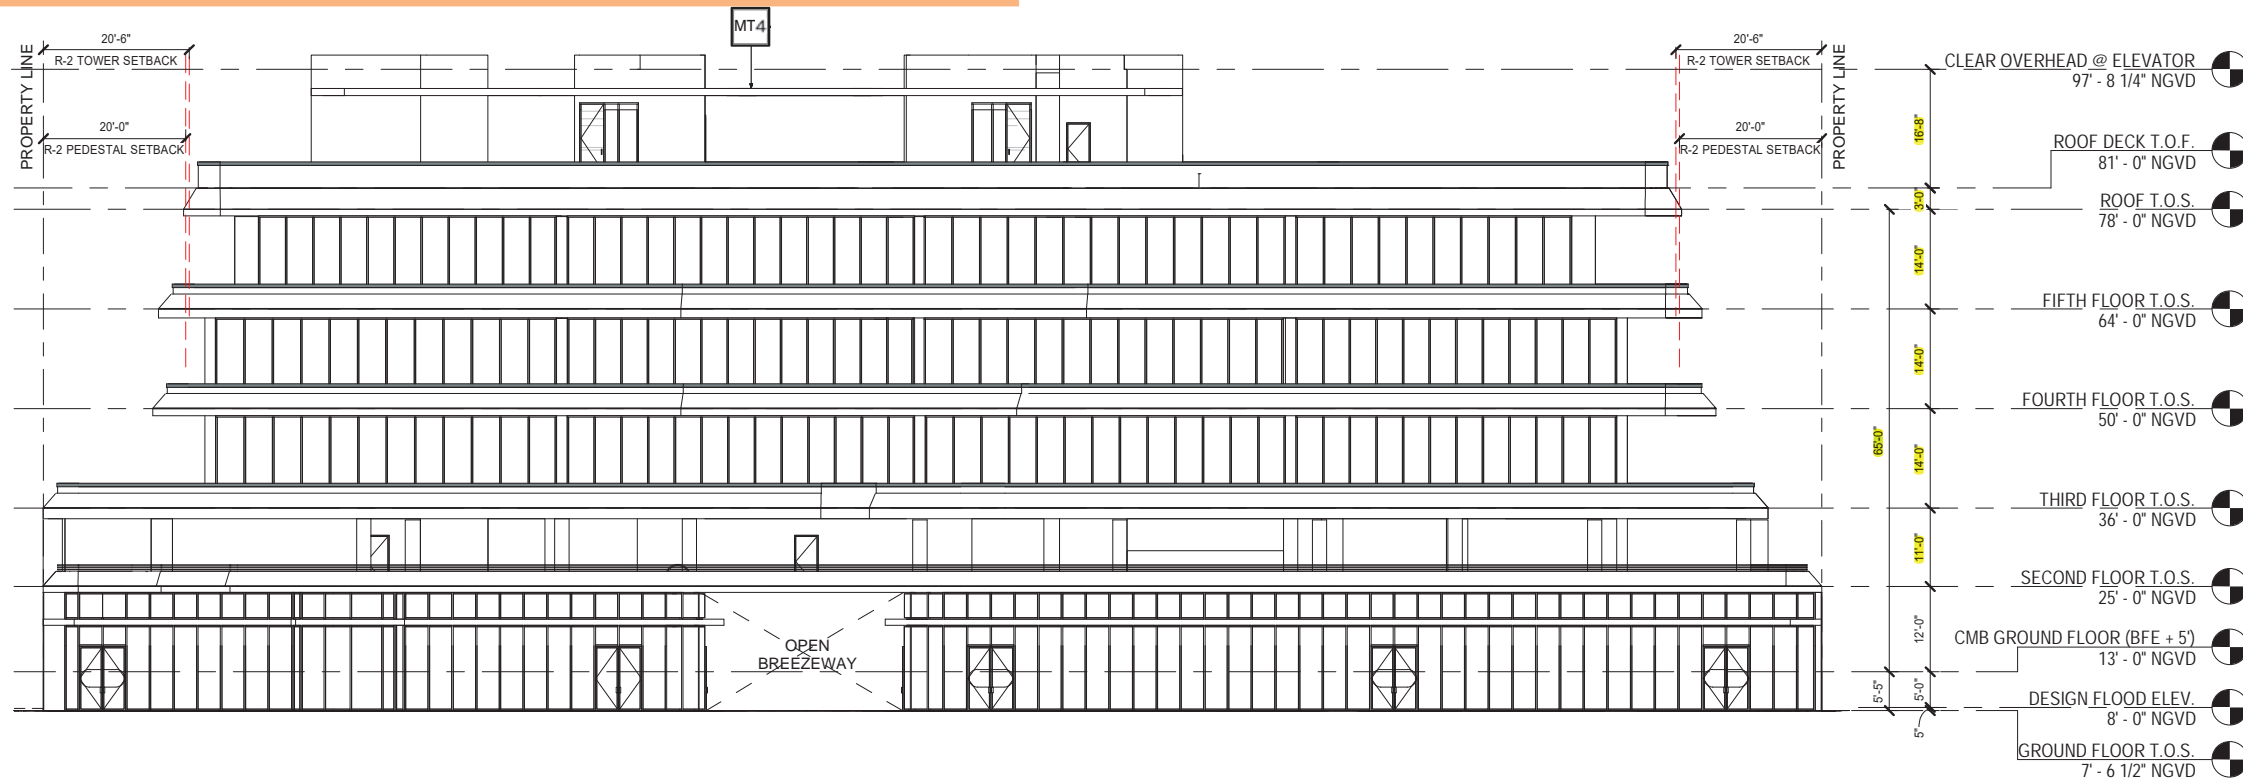 MT4
20'-6"
R-2 TOWER SETBACK
20'-0"
R-2 PEDESTAL SETBACK
PROPERTY LINE
20'-6"
R-2 TOWER SETBACK
20'-0"
R-2 PEDESTAL SETBACK
PROPERTY LINE
CLEAR OVERHEAD @ ELEVATOR
97' - 8 1/4" NGVD
16'-8"
ROOF DECK T.O.F.
81' - 0" NGVD
3'-0"
ROOF T.O.S.
78' - 0" NGVD
14'-0"
FIFTH FLOOR T.O.S.
64' - 0" NGVD
14'-0"
FOURTH FLOOR T.O.S.
50' - 0" NGVD
65'-0"
14'-0"
THIRD FLOOR T.O.S.
36' - 0" NGVD
11'-0"
SECOND FLOOR T.O.S.
25' - 0" NGVD
12'-0"
OPEN
BREEZEWAY
CMB GROUND FLOOR (BFE + 5')
13' - 0" NGVD
5'-5"
5'-0"
DESIGN FLOOD ELEV.
8' - 0" NGVD
5"
GROUND FLOOR T.O.S.
7' - 6 1/2" NGVD